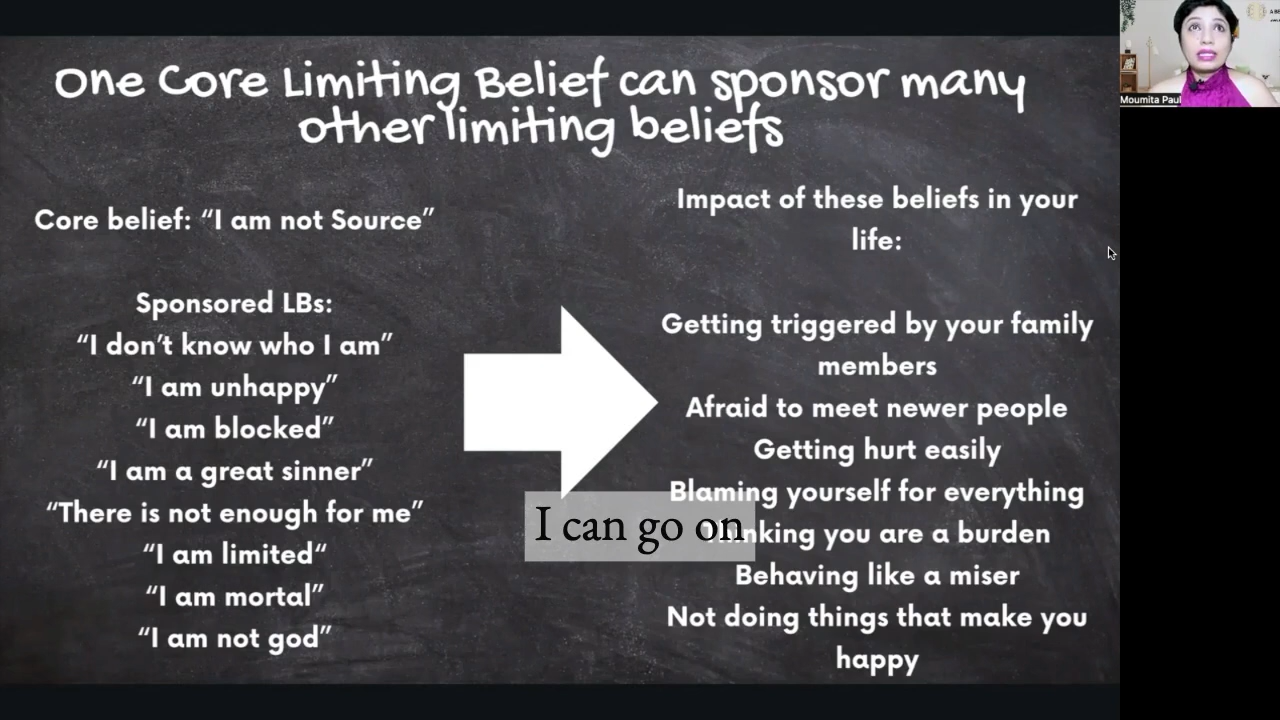 One Core Limiting Belief can sponsor many
other limiting beliefs
Core belief: “I am not Source”
Sponsored LBs:
“I don’t know who I am”
“I am unhappy”
“I am blocked”
“I am a great sinner”
“There is not enough for me”
“I am limited“
“I am mortal”
“I am not god”
Impact of these beliefs in your
life:
Getting triggered by your family
members
Afraid to meet newer people
Getting hurt easily
Blaming yourself for everything
Thinking you are a burden
Behaving like a miser
Not doing things that make you
happy
I can go on
Moumita Paul